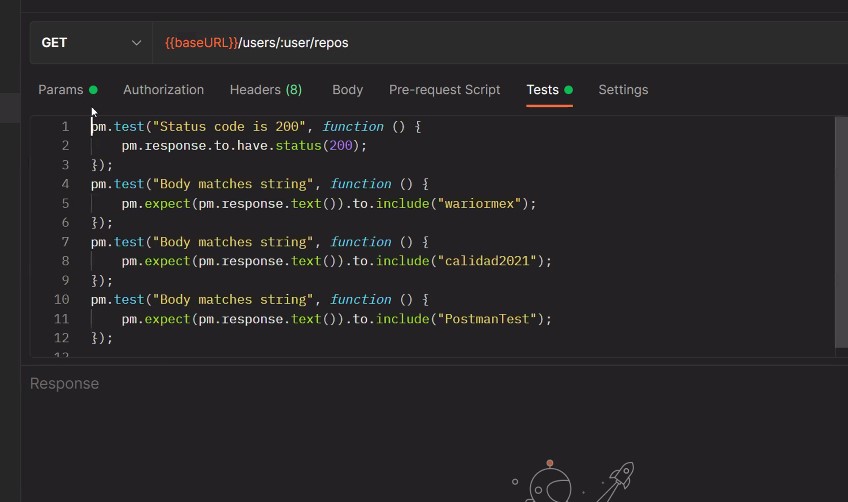 GET {{baseURL}}/users/:user/repos
Params Authorization Headers (8) Body Pre-request Script Tests Settings
1 pm.test("Status code is 200", function () {
2     pm.response.to.have.status(200);
3 });
4 pm.test("Body matches string", function () {
5     pm.expect(pm.response.text()).to.include("wariormex");
6 });
7 pm.test("Body matches string", function () {
8     pm.expect(pm.response.text()).to.include("calidad2021");
9 });
10 pm.test("Body matches string", function () {
11     pm.expect(pm.response.text()).to.include("PostmanTest");
12 });
Response